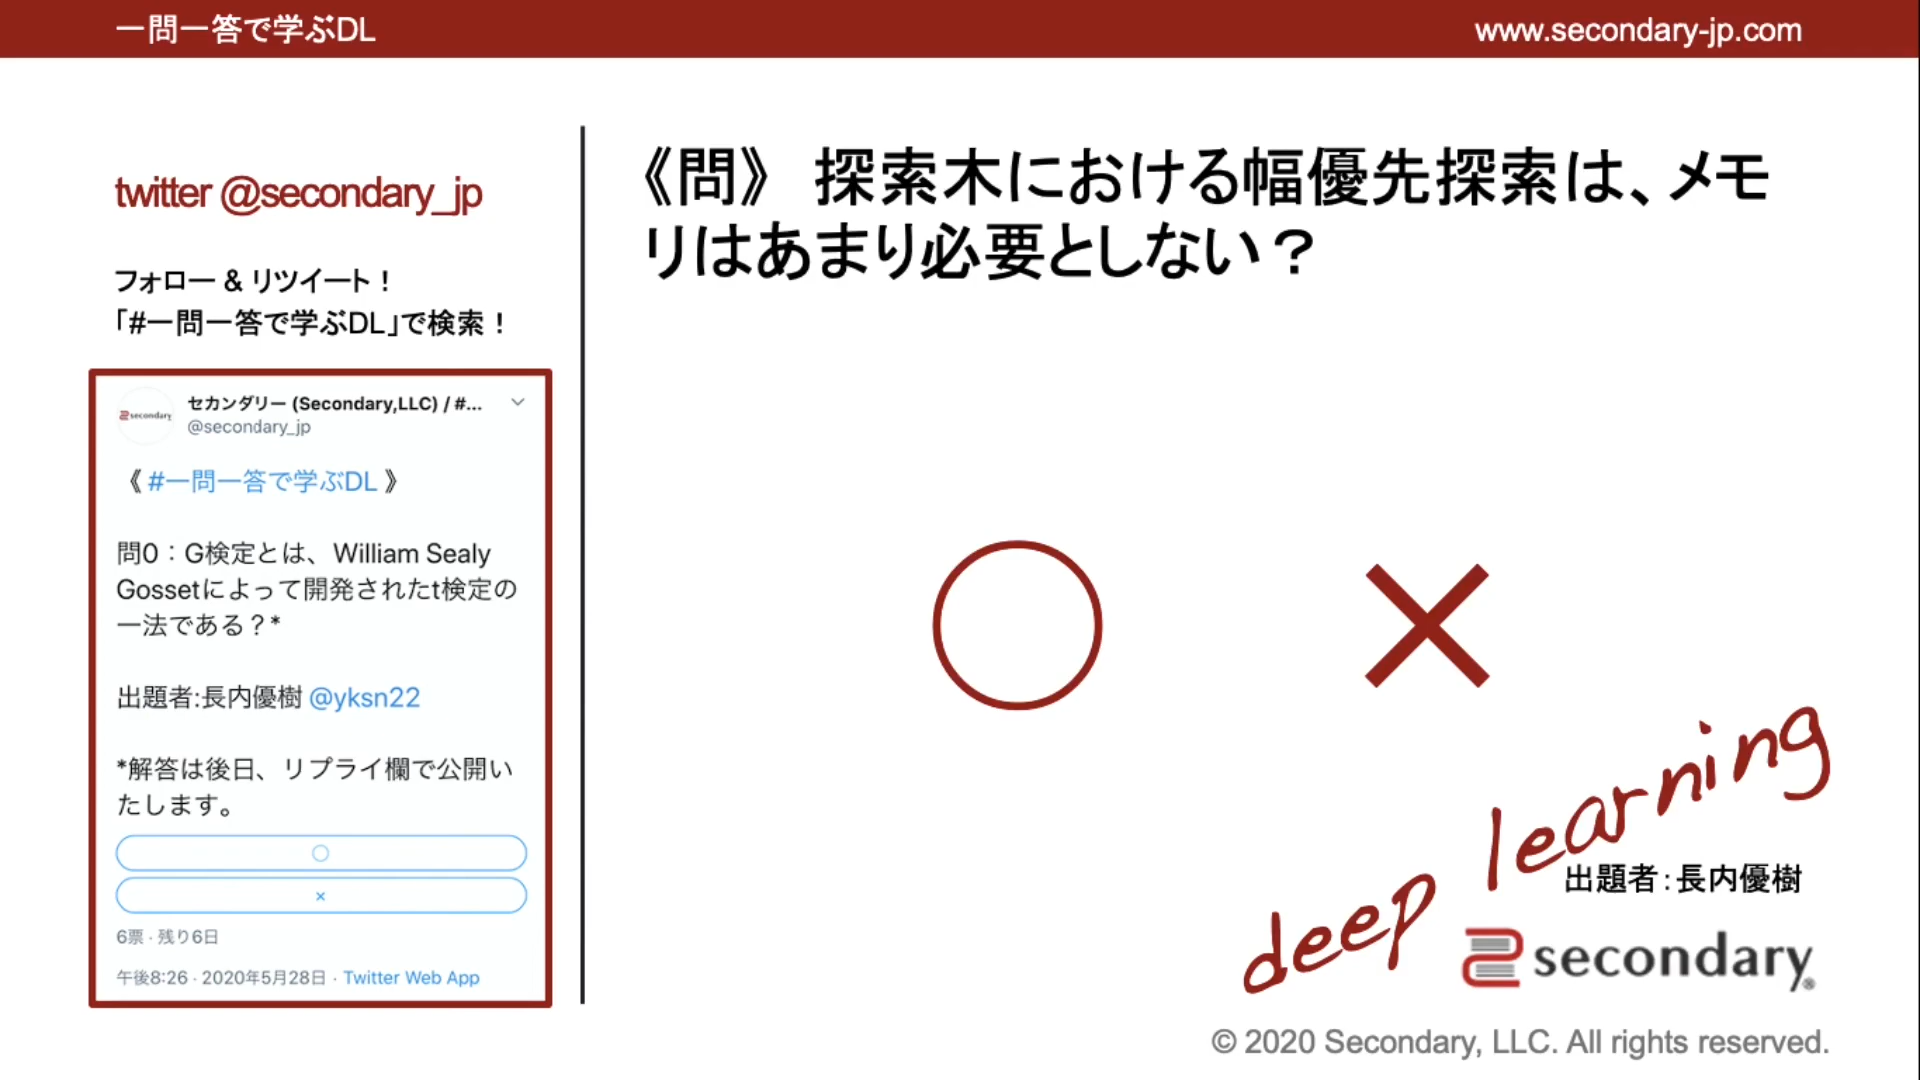 一問一答で学ぶDL
www.secondary-jp.com
twitter @secondary_jp
フォロー & リツイート！
「#一問一答で学ぶDL」で検索！
secondary
セカンダリー (Secondary,LLC) / #...
@secondary_jp
《 #一問一答で学ぶDL 》
問0：G検定とは、William Sealy
Gossetによって開発されたt検定の
一法である？*
出題者:長内優樹 @yksn22
*解答は後日、リプライ欄で公開い
たします。
○
×
6票 · 残り6日
午後8:26 · 2020年5月28日 · Twitter Web App
《問》 探索木における幅優先探索は、メモ
リはあまり必要としない？
○ ×
deep learning
出題者：長内優樹
secondary®
© 2020 Secondary, LLC. All rights reserved.